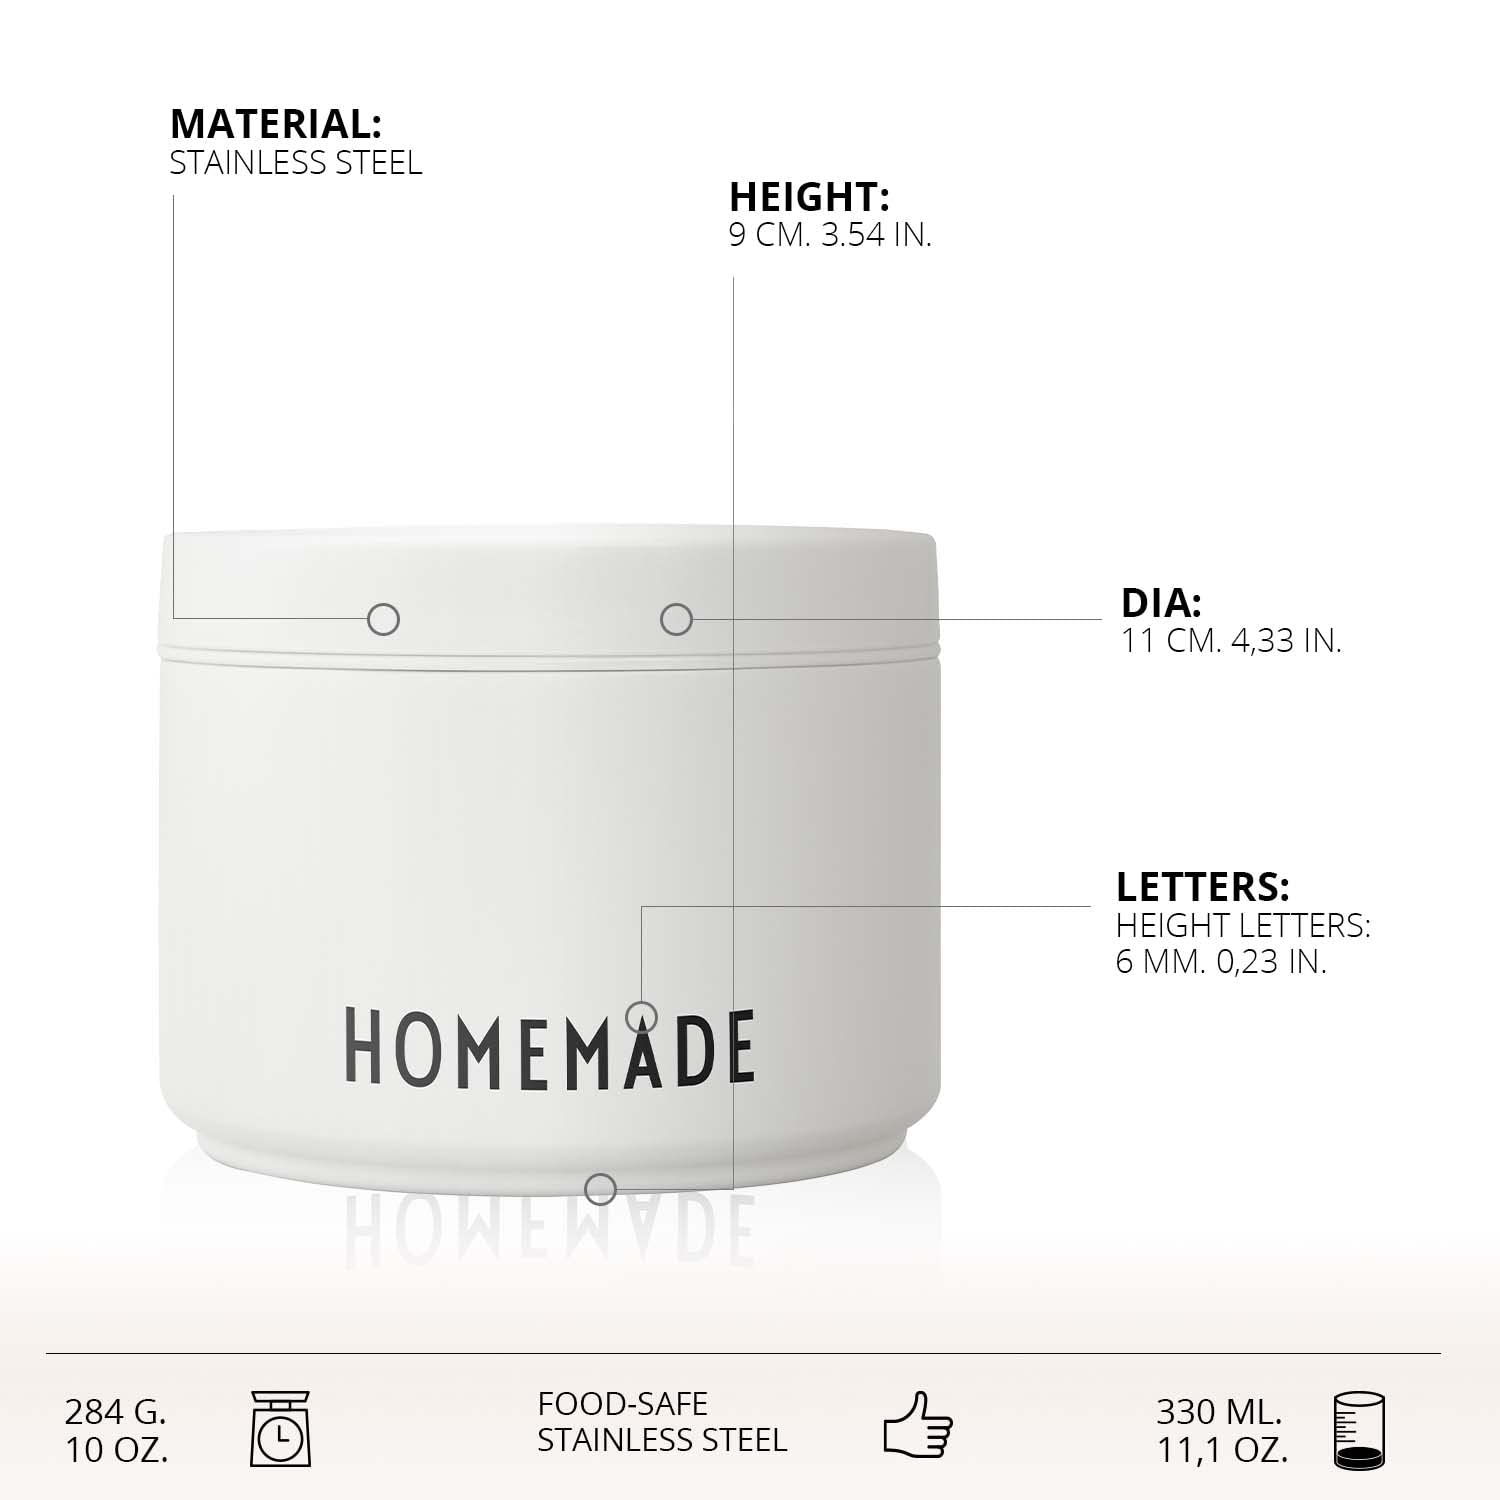 MATERIAL:
STAINLESS STEEL
HEIGHT:
9 CM. 3.54 IN.
DIA:
11 CM. 4,33 IN.
LETTERS:
HEIGHT LETTERS:
6 MM. 0,23 IN.
HOMEMADE
284 G.
10 OZ.
FOOD-SAFE
STAINLESS STEEL
330 ML.
11,1 OZ.